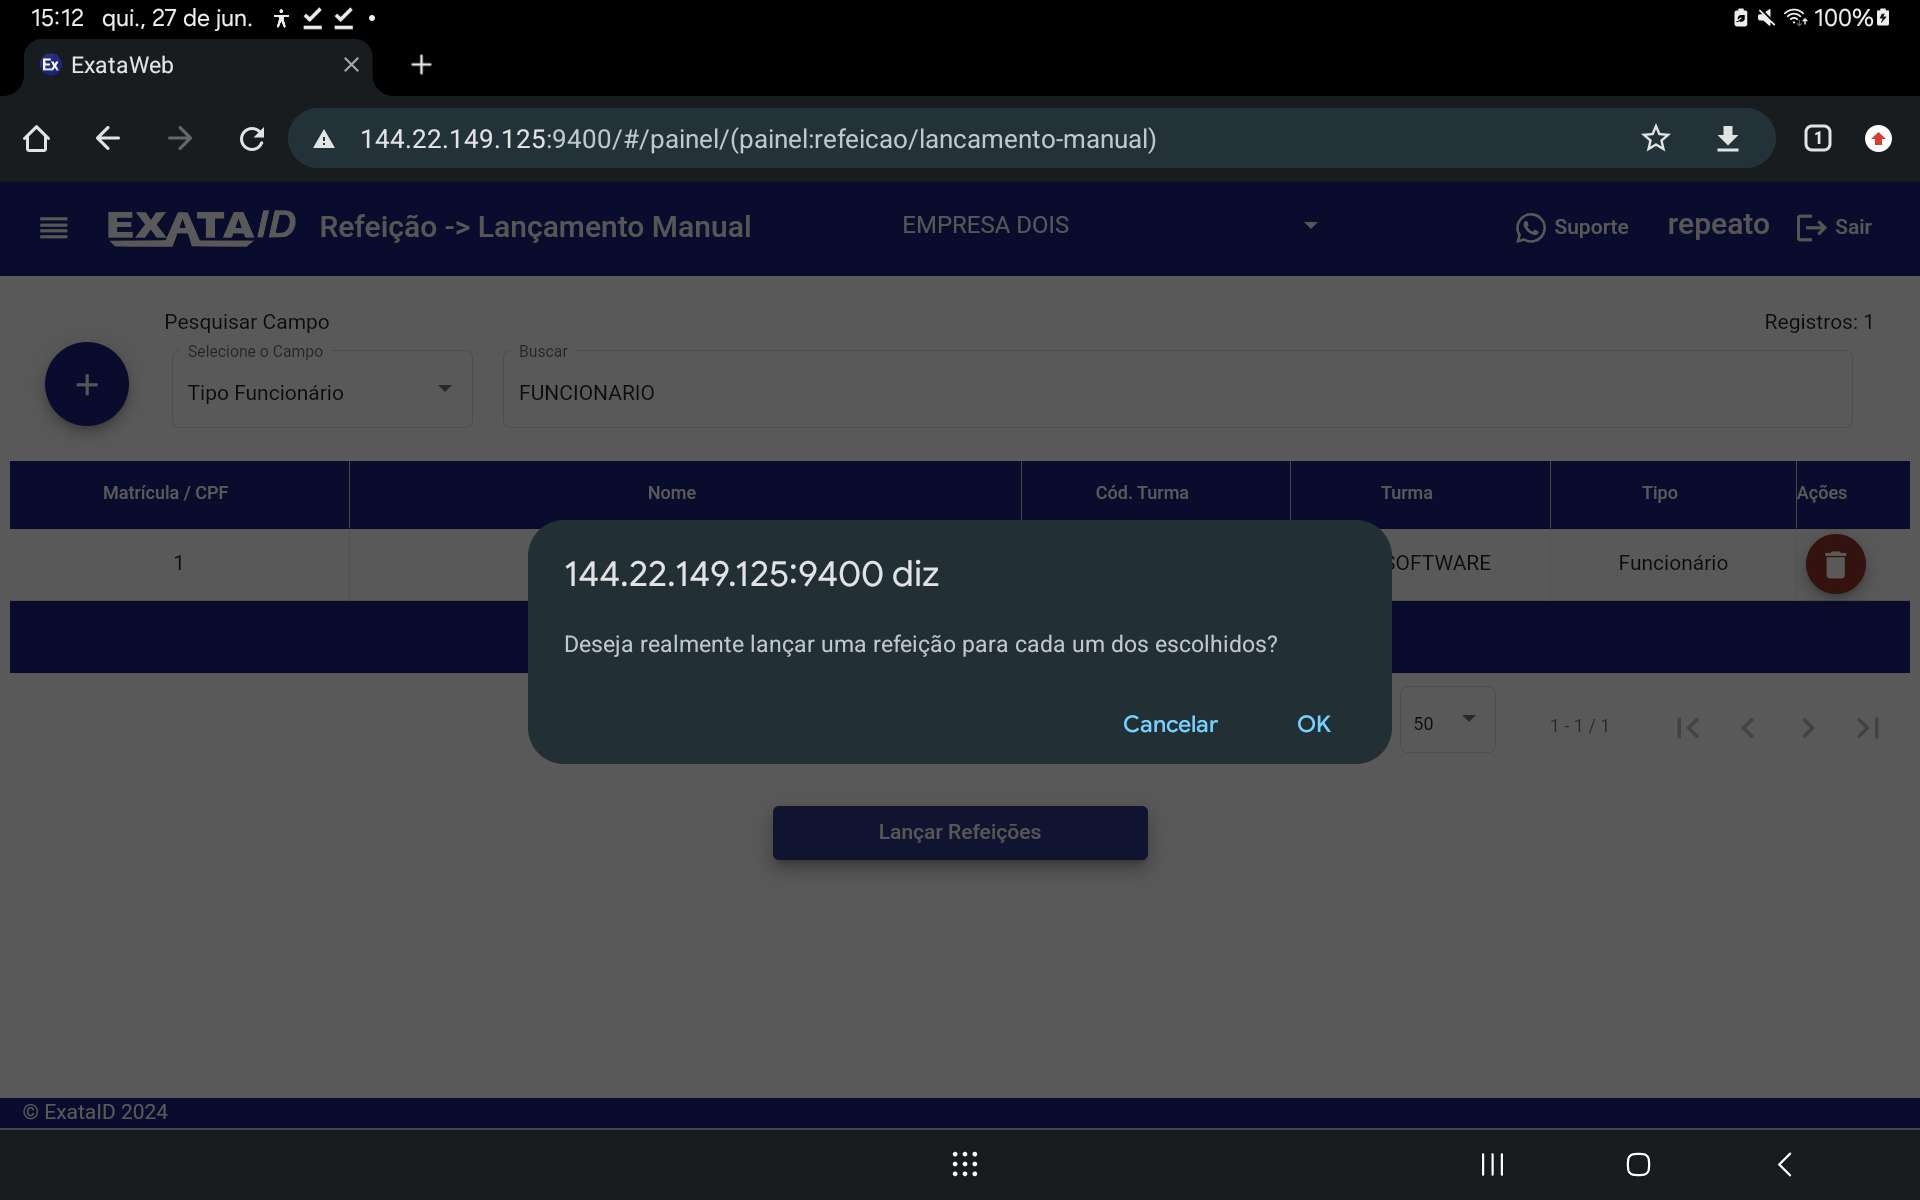 15:12 qui., 27 de jun. 100%
Ex ExataWeb
144.22.149.125:9400/#/painel/(painel:refeicao/lancamento-manual)
1
EXATAID Refeição -> Lançamento Manual EMPRESA DOIS Suporte repeato Sair
Pesquisar Campo Registros: 1
Selecione o Campo Buscar
+ Tipo Funcionário FUNCIONARIO
Matrícula / CPF Nome Cód. Turma Turma Tipo Ações
1 SOFTWARE Funcionário
144.22.149.125:9400 diz
Deseja realmente lançar uma refeição para cada um dos escolhidos?
Cancelar OK
50 1 - 1 / 1
Lançar Refeições
© ExataID 2024